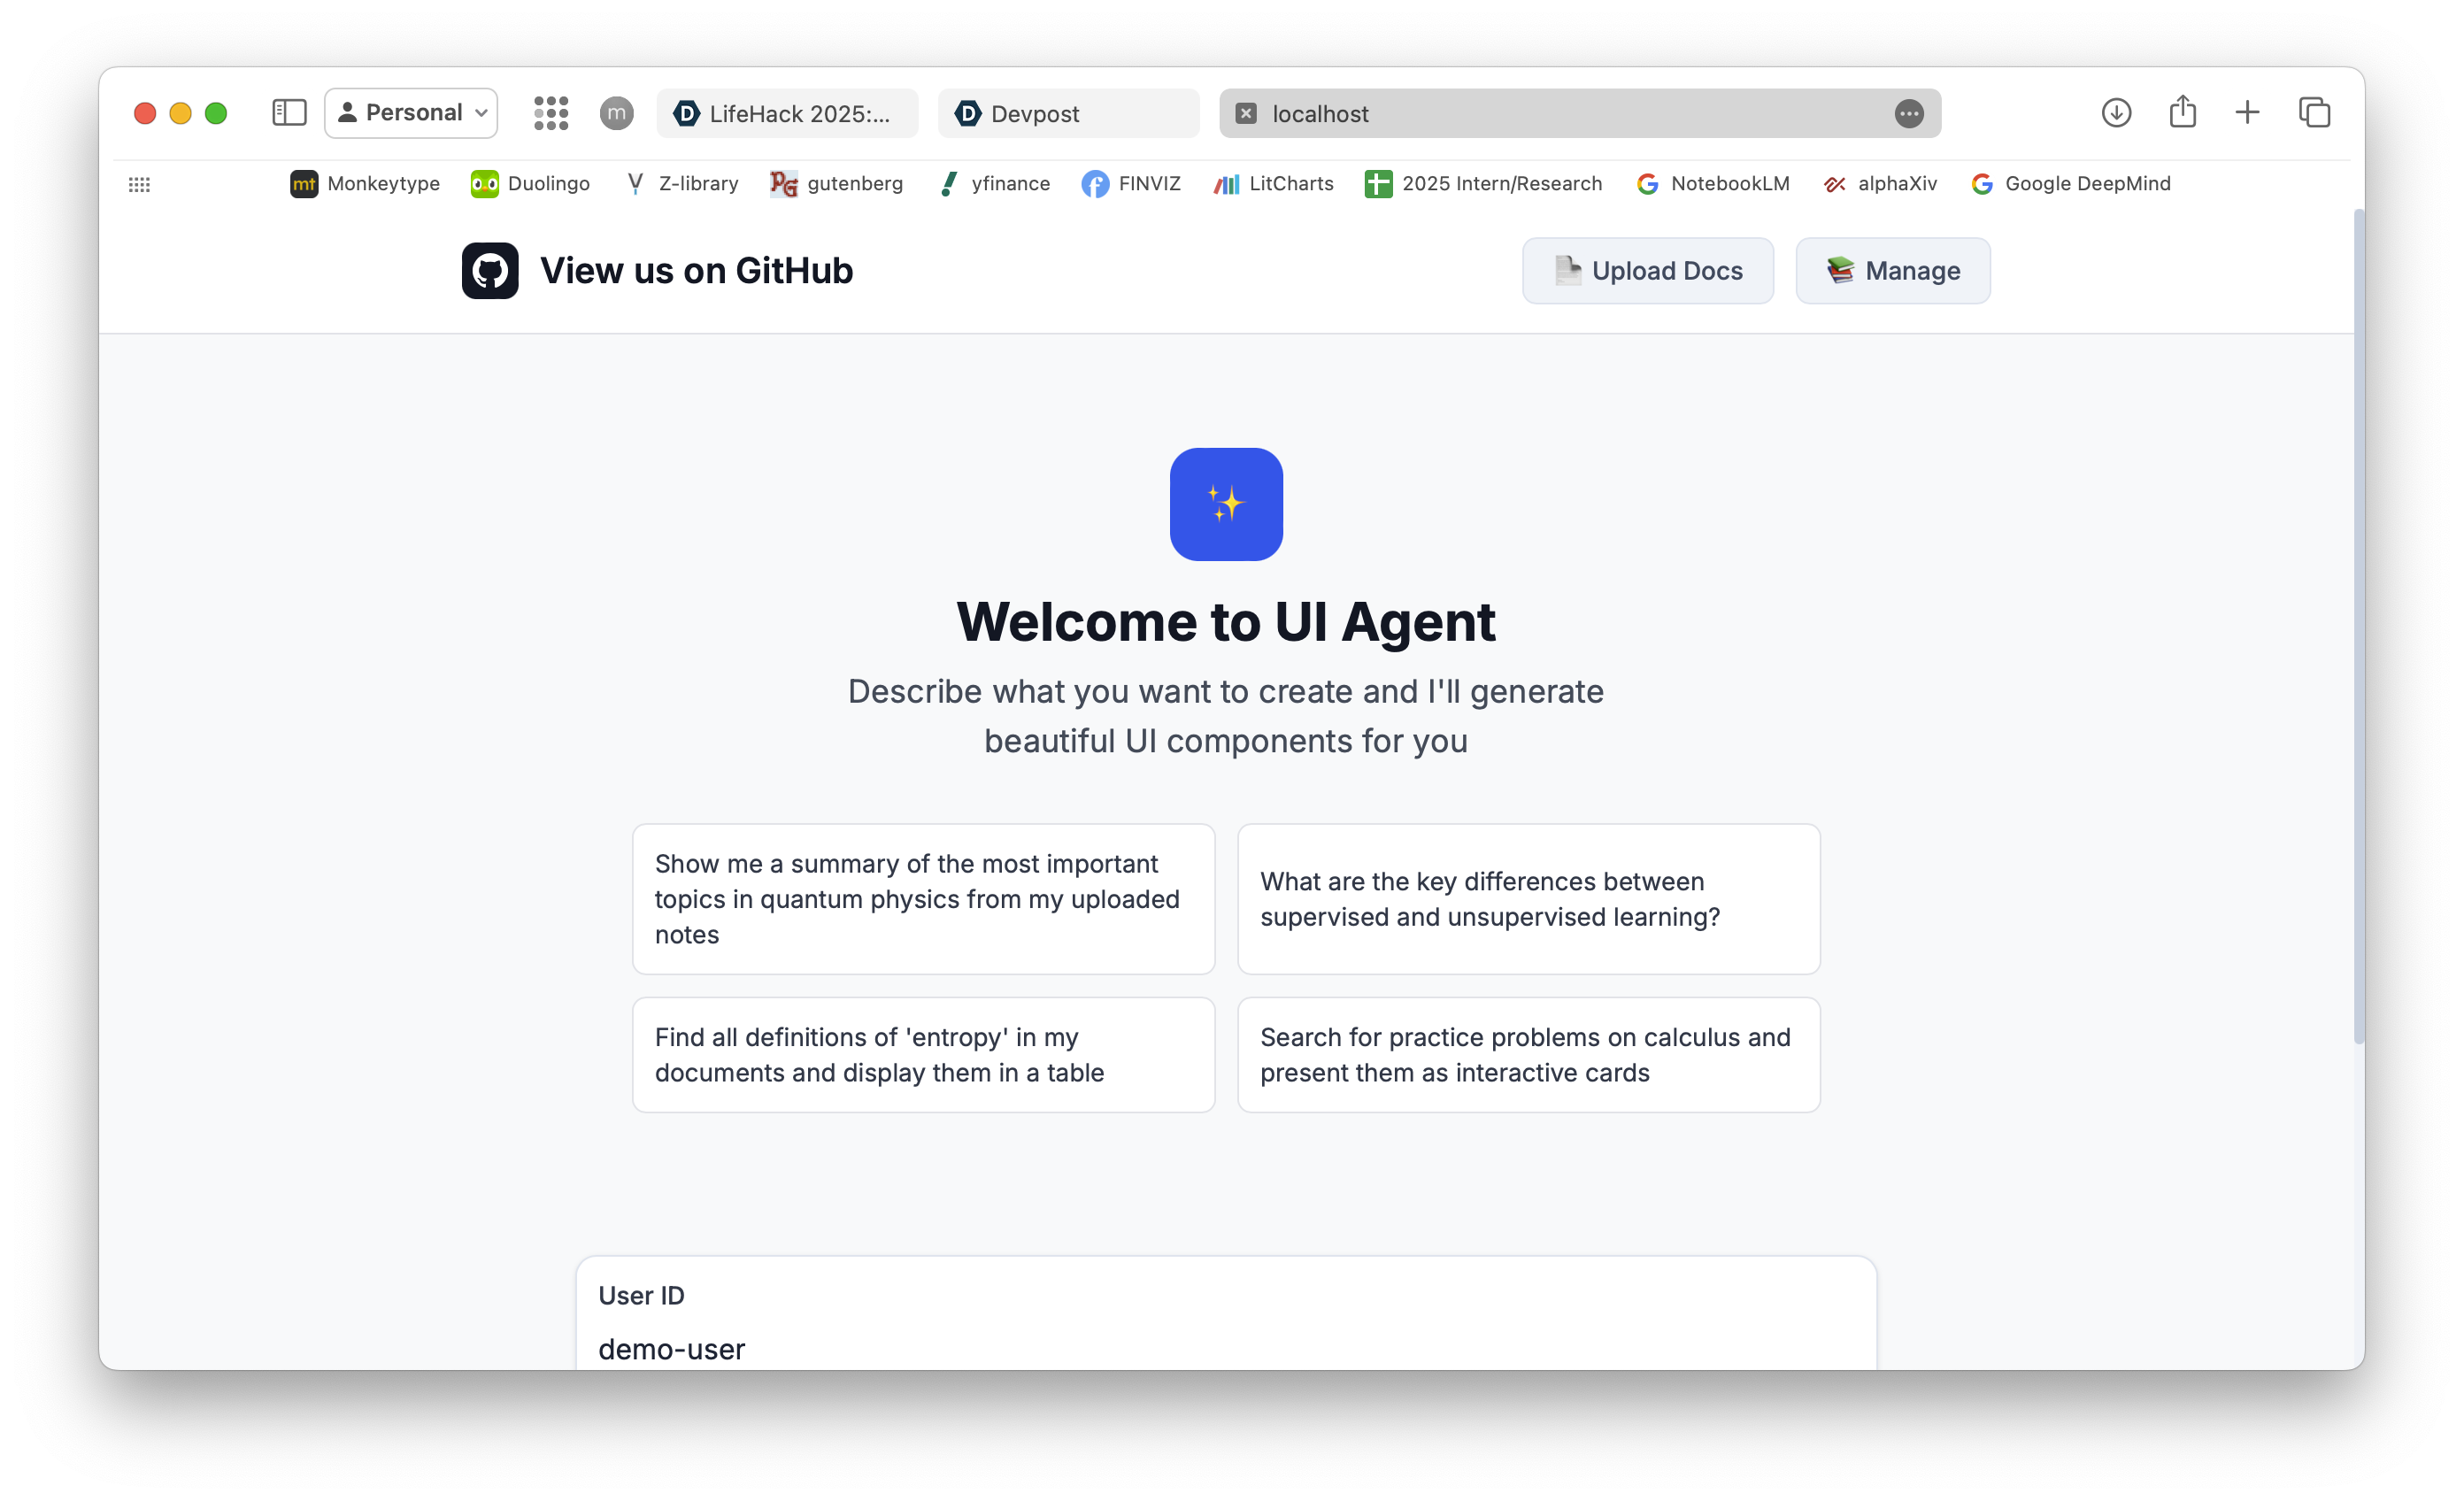 Personal
m
LifeHack 2025:...
Devpost
localhost
mt Monkeytype
Duolingo
Z-library
PG gutenberg
yfinance
FINVIZ
LitCharts
2025 Intern/Research
NotebookLM
alphaXiv
Google DeepMind
View us on GitHub
Upload Docs
Manage
Welcome to UI Agent
Describe what you want to create and I'll generate
beautiful UI components for you
Show me a summary of the most important
topics in quantum physics from my uploaded
notes
What are the key differences between
supervised and unsupervised learning?
Find all definitions of 'entropy' in my
documents and display them in a table
Search for practice problems on calculus and
present them as interactive cards
User ID
demo-user